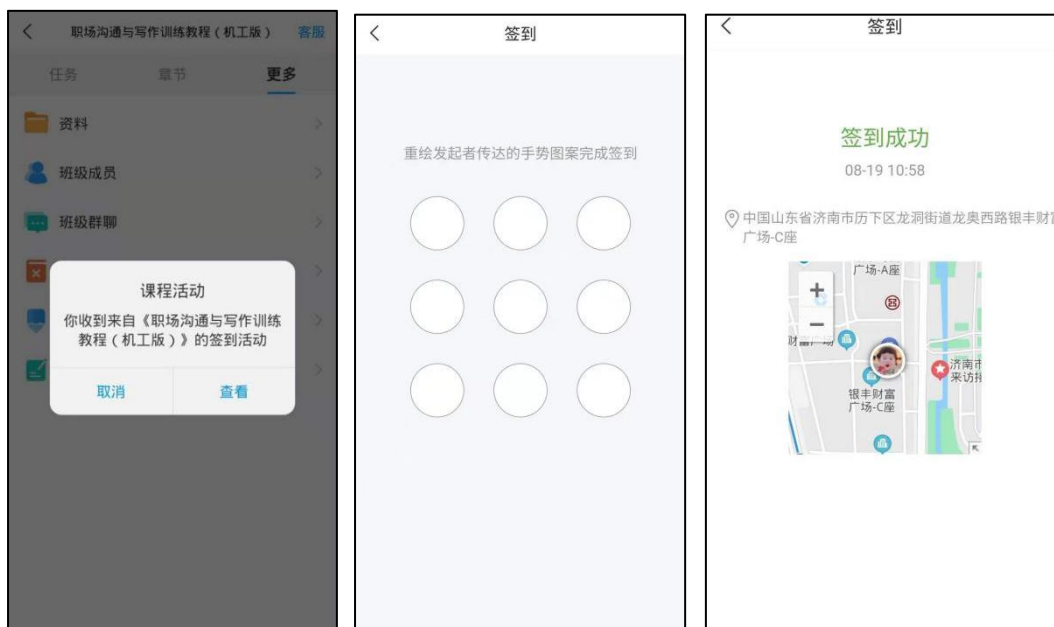 职场沟通与写作训练教程（机工版）
客服
任务
章节
更多
资料
班级成员
班级群聊
课程活动
你收到来自《职场沟通与写作训练
教程（机工版）》的签到活动
取消
查看
签到
重绘发起者传达的手势图案完成签到
签到
签到成功
08-19 10:58
中国山东省济南市历下区龙洞街道龙奥西路银丰财富
广场-C座
广场-A座
+
−
济南市
来访接
银丰财富
广场-C座